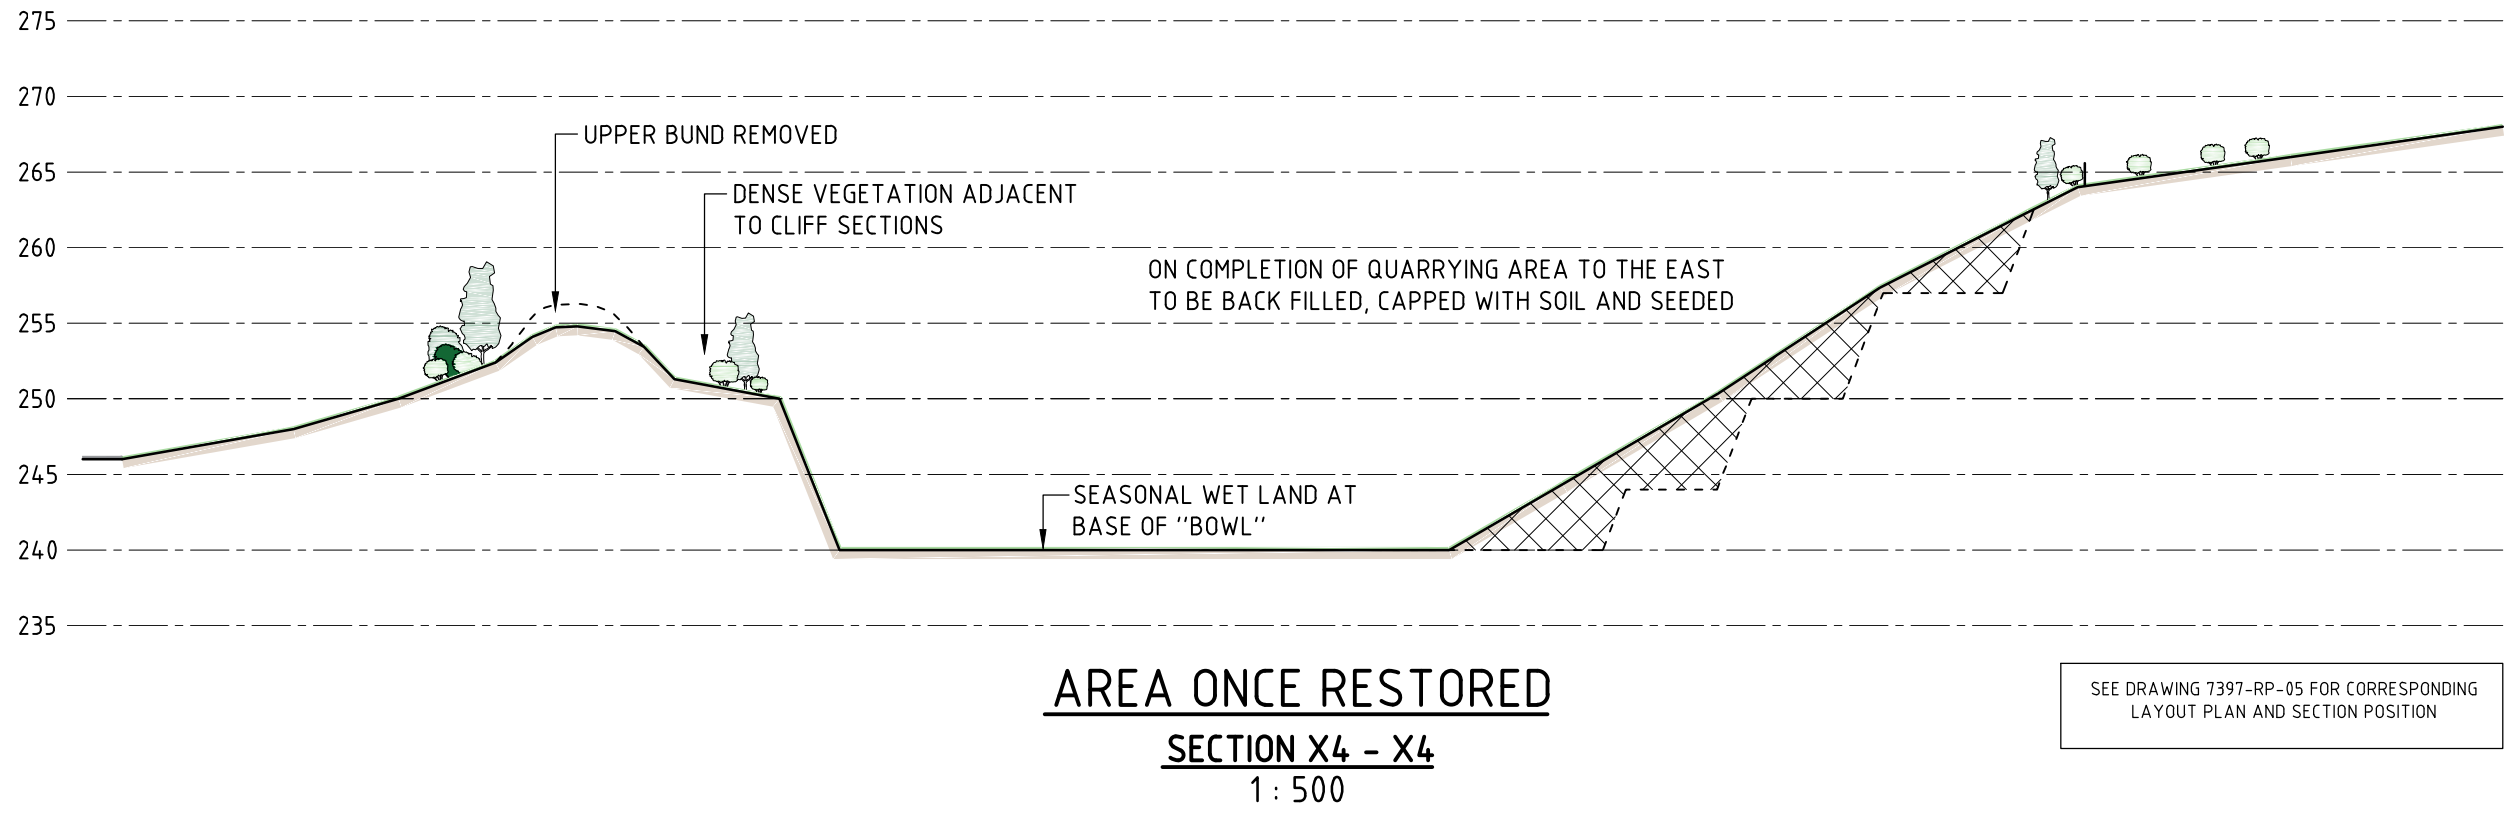 275
270
UPPER BUND REMOVED
265
DENSE VEGETATION ADJACENT
TO CLIFF SECTIONS
260
ON COMPLETION OF QUARRYING AREA TO THE EAST
TO BE BACK FILLED, CAPPED WITH SOIL AND SEEDED
255
250
245
SEASONAL WET LAND AT
BASE OF "BOWL"
240
235
AREA ONCE RESTORED
SECTION X4 - X4
1 : 500
SEE DRAWING 7397-RP-05 FOR CORRESPONDING
LAYOUT PLAN AND SECTION POSITION